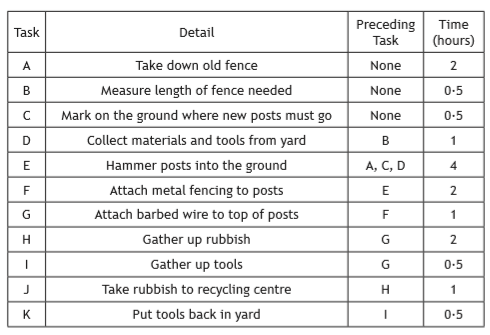 Task Detail Preceding Task Time (hours)
A Take down old fence None 2
B Measure length of fence needed None 0·5
C Mark on the ground where new posts must go None 0·5
D Collect materials and tools from yard B 1
E Hammer posts into the ground A, C, D 4
F Attach metal fencing to posts E 2
G Attach barbed wire to top of posts F 1
H Gather up rubbish G 2
I Gather up tools G 0·5
J Take rubbish to recycling centre H 1
K Put tools back in yard I 0·5